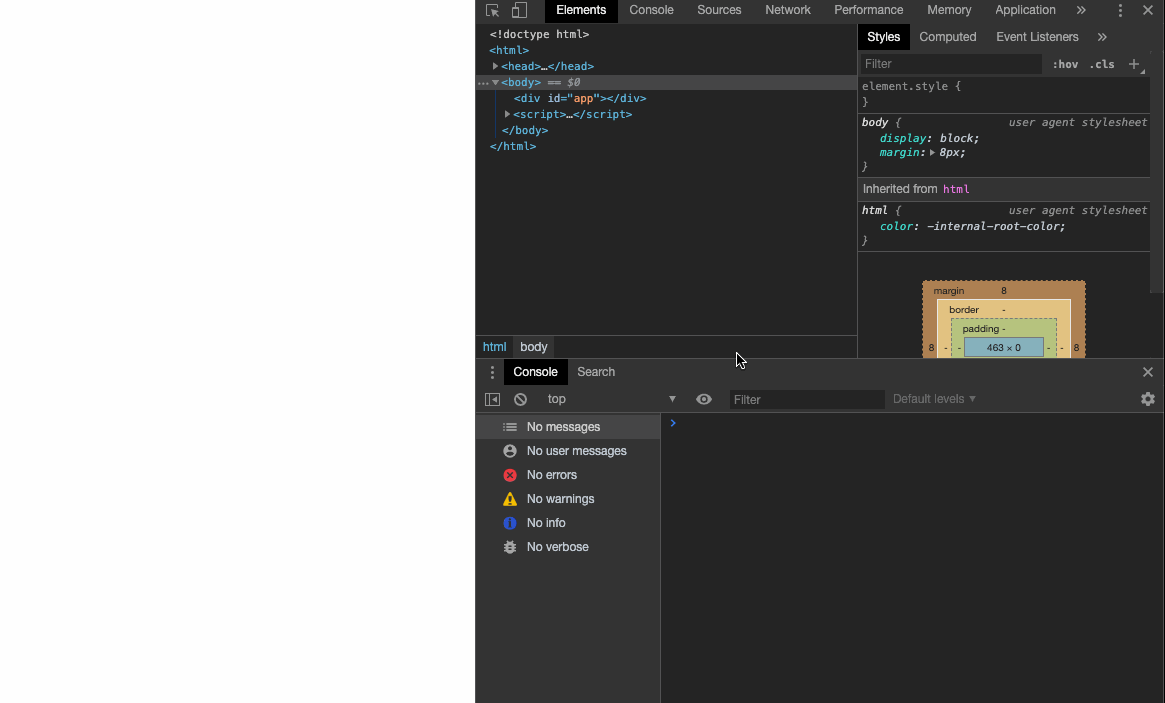 Elements Console Sources Network Performance Memory Application »
<!doctype html>
<html>
<head>…</head>
<body> == $0
<div id="app"></div>
<script>…</script>
</body>
</html>
html body
Styles Computed Event Listeners »
Filter :hov .cls +
element.style {
}
body { user agent stylesheet
display: block;
margin: 8px;
}
Inherited from html
html { user agent stylesheet
color: -internal-root-color;
}
margin 8
border -
padding -
8 - - 463 × 0 - - 8
Console Search
top Filter Default levels
No messages
No user messages
No errors
No warnings
No info
No verbose